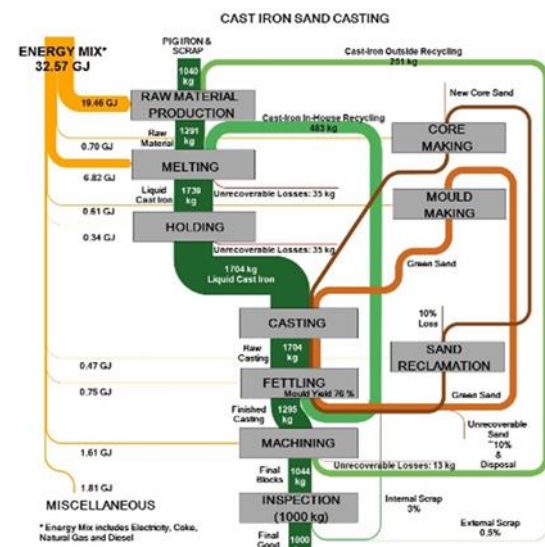 CAST IRON SAND CASTING
ENERGY MIX*
32.57 GJ
PIG IRON &
SCRAP
1040
kg
Cast-Iron Outside Recycling
251 kg
19.46 GJ
RAW MATERIAL
PRODUCTION
New Core Sand
Raw
Material
1291
kg
Cast-Iron In-House Recycling
483 kg
CORE
MAKING
0.70 GJ
MELTING
6.82 GJ
Liquid
Cast Iron
1739
kg
Unrecoverable Losses: 35 kg
MOULD
MAKING
0.61 GJ
HOLDING
0.34 GJ
Unrecoverable Losses: 35 kg
1704 kg
Liquid Cast Iron
Green Sand
CASTING
10%
Loss
Raw
Casting
1704
kg
SAND
RECLAMATION
0.47 GJ
FETTLING
Mould Yield 76 %
0.75 GJ
Green Sand
Finished
Casting
1295
kg
Unrecoverable
Sand
~10%
&
Disposal
MACHINING
1.61 GJ
Unrecoverable Losses: 13 kg
Final
Blocks
1044
kg
1.81 GJ
MISCELLANEOUS
INSPECTION
(1000 kg)
Internal Scrap
3%
* Energy Mix includes Electricity, Coke,
Natural Gas and Diesel
External Scrap
0.5%
Final
Good
1000